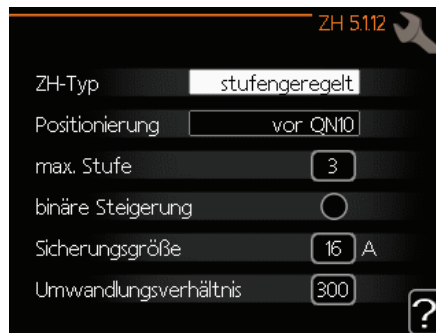 ZH 5.1.12
ZH-Typ stufengeregelt
Positionierung vor QN10
max. Stufe 3
binäre Steigerung
Sicherungsgröße 16 A
Umwandlungsverhältnis 300
?